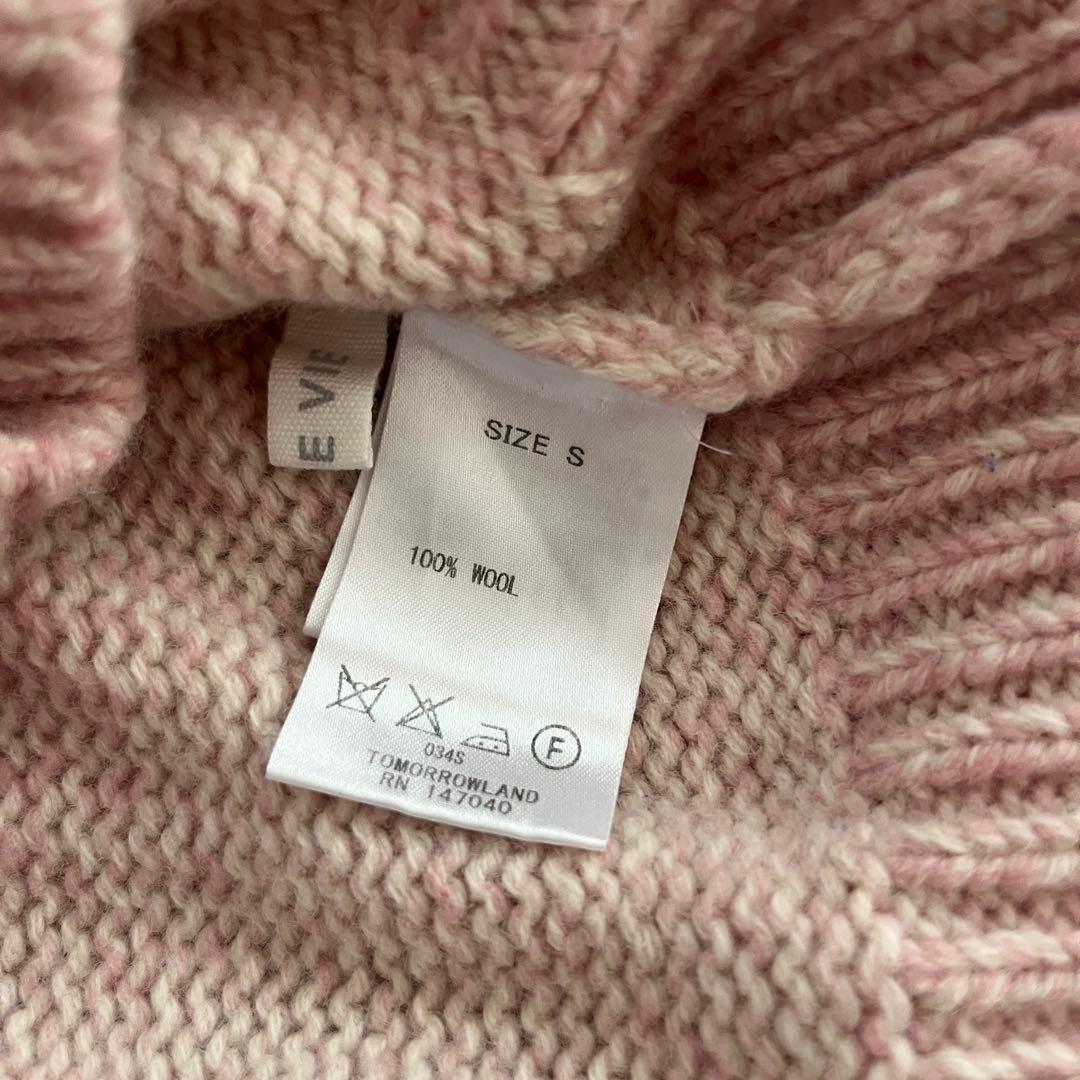 E VIE
SIZE S
100% WOOL
F
034S
TOMORROWLAND
RN 147040